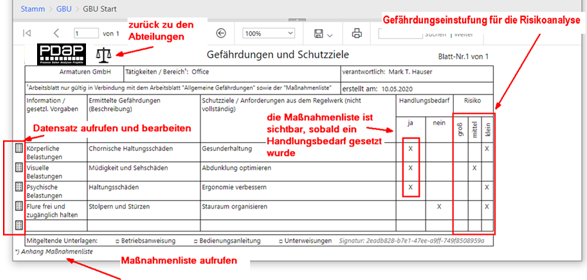 Stamm > GBU > GBU Start
zurück zu den
Abteilungen
Gefährdungseinstufung für die Risikoanalyse
1 von 1
100%
Suchen | Weiter
PDAP
Gefährdungen und Schutzziele
Blatt-Nr.1 von 1
Armaturen GmbH Tätigkeiten / Bereich¹: Office verantwortlich: Mark T. Hauser
¹Arbeitsblatt nur gültig in Verbindung mit dem Arbeitsblatt "Allgemeine Gefährdungen" sowie der "Maßnahmenliste" erstellt am: 10.05.2020
Information / gesetzl. Vorgaben
Ermittelte Gefährdungen (Beschreibung)
Schutzziele / Anforderungen aus dem Regelwerk (nicht vollständig)
Handlungsbedarf
Risiko
ja nein groß mittel klein
Datensatz aufrufen und bearbeiten
die Maßnahmenliste ist
sichtbar, sobald ein
Handlungsbedarf gesetzt
wurde
Körperliche Belastungen Chornische Haltungsschäden Gesunderhaltung X X
Visuelle Belastungen Müdigkeit und Sehschäden Abdunklung optimieren X X
Psychische Belastungen Haltungsschäden Ergonomie verbessern X X
Flure frei und zugänglich halten Stolpern und Stürzen Stauraum organisieren X X
Mitgeltende Unterlagen: □ Betriebsanweisung □ Bedienungsanleitung □ Unterweisungen Signatur: 2eadb828-b7e1-47ee-a9ff-749f8508959a
*) Anhang Maßnahmenliste
Maßnahmenliste aufrufen